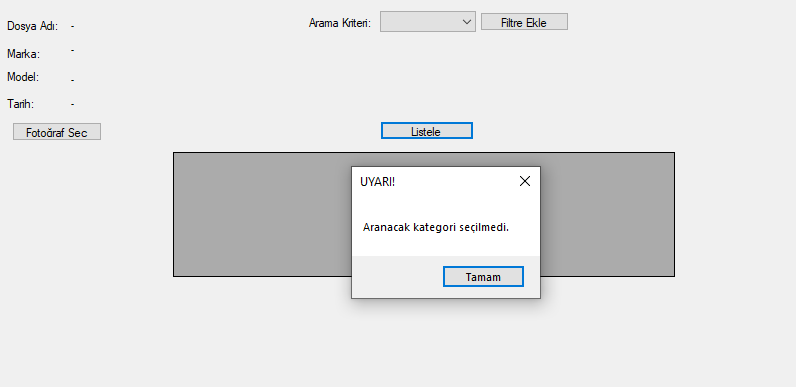 Dosya Adı: -
Arama Kriteri:
Filtre Ekle
Marka: -
Model: -
Tarih: -
Fotoğraf Sec
Listele
UYARI!
Aranacak kategori seçilmedi.
Tamam